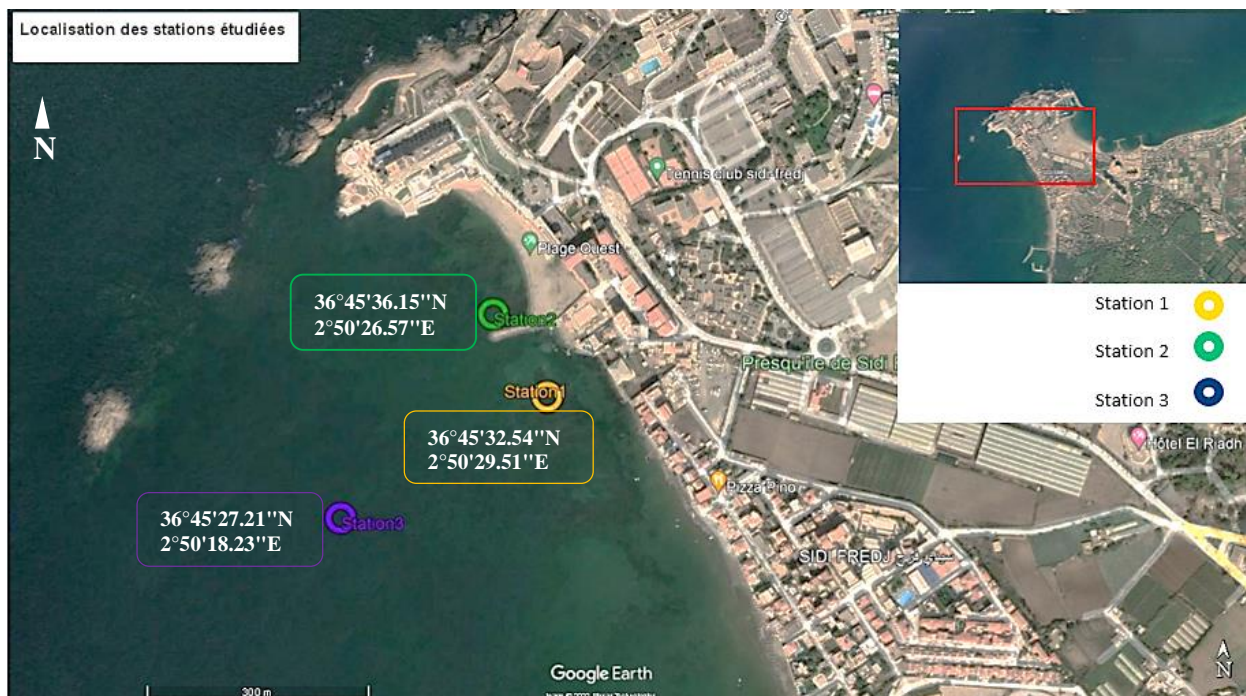 Localisation des stations étudiées
N
Tennis club sidi-fredj
Plage Ouest
36°45'36.15"N
2°50'26.57"E
Station2
Station1
36°45'32.54"N
2°50'29.51"E
36°45'27.21"N
2°50'18.23"E
Station3
Presqu'île de Sidi F
Station 1
Station 2
Station 3
Hôtel El Riadh
Pizza Pino
SIDI FREDJ سيدي فرج
Google Earth
300 m
N